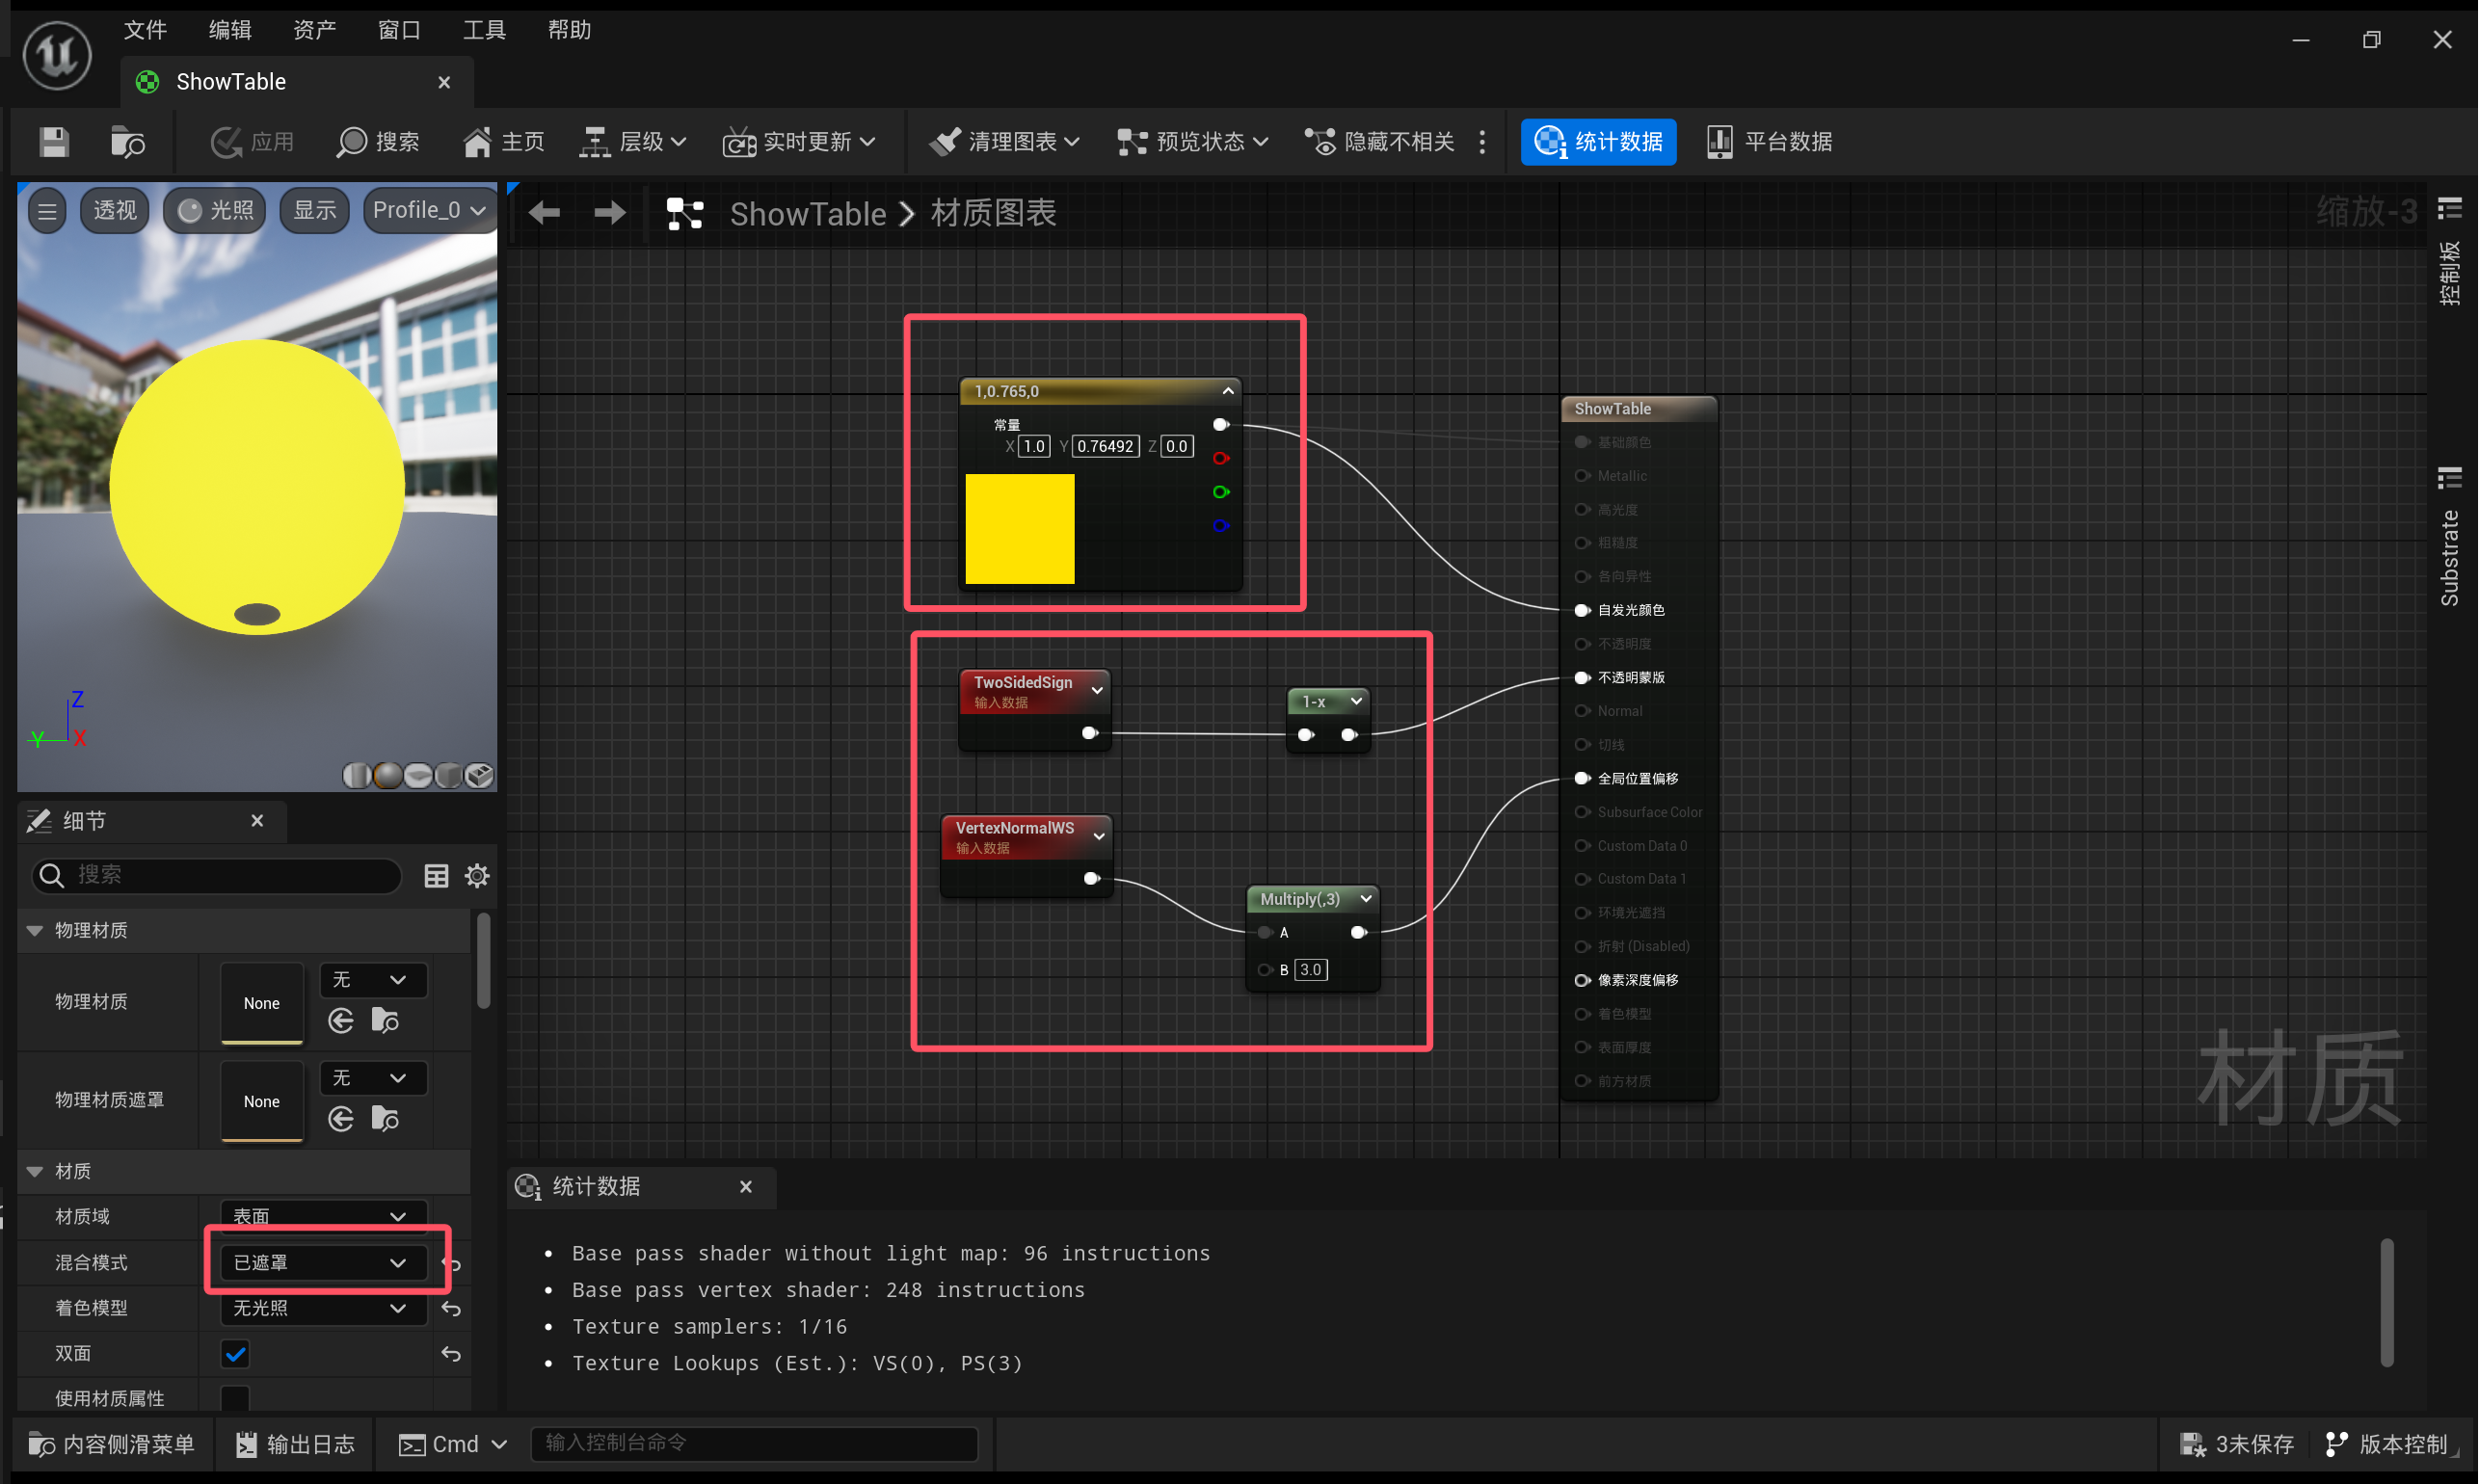 文件 编辑 资产 窗口 工具 帮助
ShowTable
应用 搜索 主页 层级 实时更新 清理图表 预览状态 隐藏不相关 统计数据 平台数据
透视 光照 显示 Profile_0
ShowTable 材质图表
缩放-3
控制板
Substrate
1,0.765,0
常量
X 1.0 Y 0.76492 Z 0.0
TwoSidedSign
输入数据
1-x
VertexNormalWS
输入数据
Multiply(,3)
A
B 3.0
ShowTable
基础颜色
Metallic
高光度
粗糙度
各向异性
自发光颜色
不透明度
不透明蒙版
Normal
切线
全局位置偏移
Subsurface Color
Custom Data 0
Custom Data 1
环境光遮挡
折射 (Disabled)
像素深度偏移
着色模型
表面厚度
前方材质
材质
Z
Y X
细节
搜索
物理材质
物理材质 None 无
物理材质遮罩 None 无
材质
材质域 表面
混合模式 已遮罩
着色模型 无光照
双面
使用材质属性
统计数据
• Base pass shader without light map: 96 instructions
• Base pass vertex shader: 248 instructions
• Texture samplers: 1/16
• Texture Lookups (Est.): VS(0), PS(3)
内容侧滑菜单 输出日志 Cmd 输入控制台命令 3未保存 版本控制